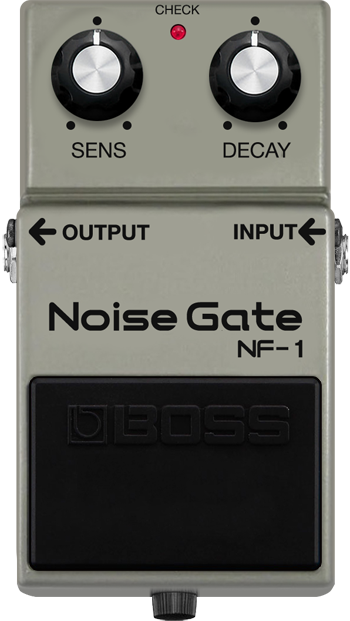 CHECK
SENS DECAY
OUTPUT INPUT
Noise Gate
NF-1
BOSS